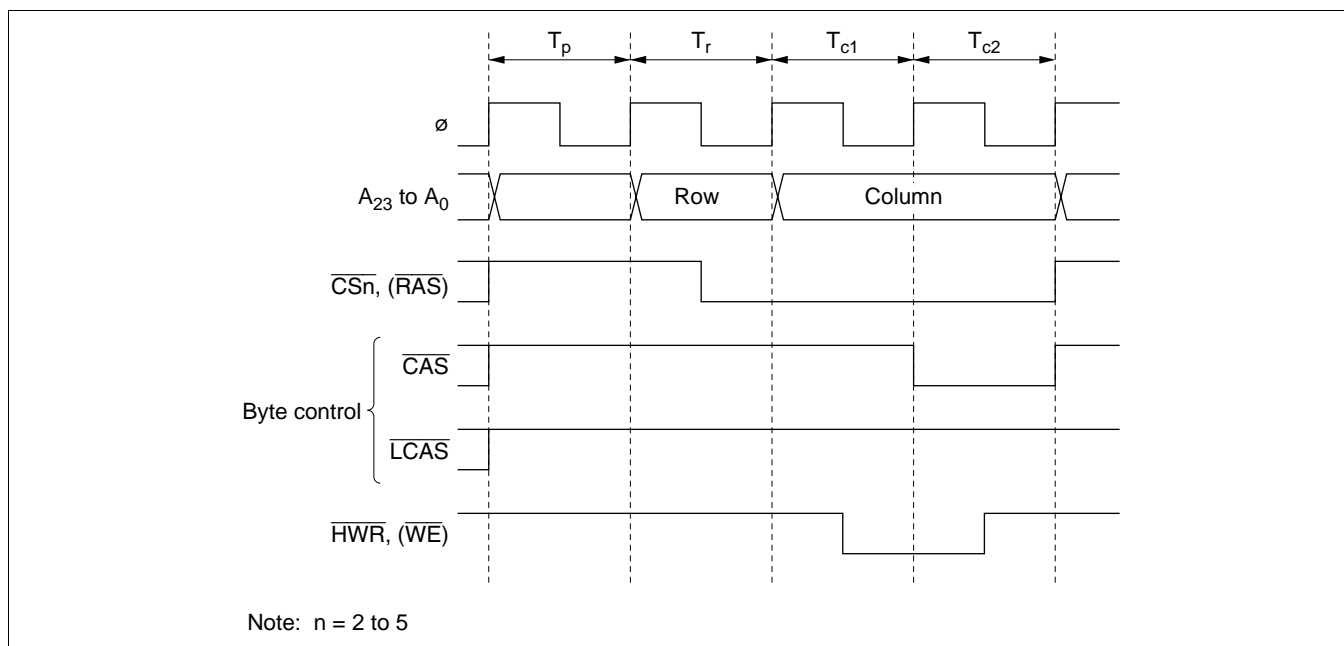 Tp Tr Tc1 Tc2
ø
A23 to A0 Row Column
CSn, (RAS)
CAS
Byte control
LCAS
HWR, (WE)
Note: n = 2 to 5